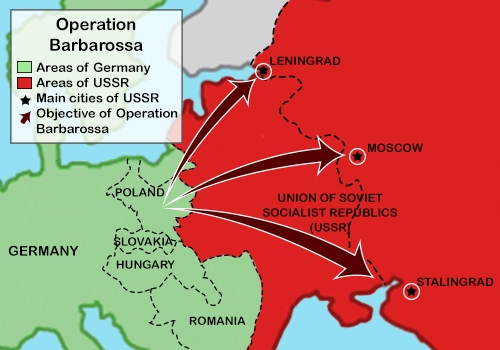 Operation
Barbarossa
Areas of Germany
Areas of USSR
Main cities of USSR
Objective of Operation
Barbarossa
LENINGRAD
MOSCOW
POLAND
UNION OF SOVIET
SOCIALIST REPUBLICS
(USSR)
SLOVAKIA
GERMANY
HUNGARY
STALINGRAD
ROMANIA